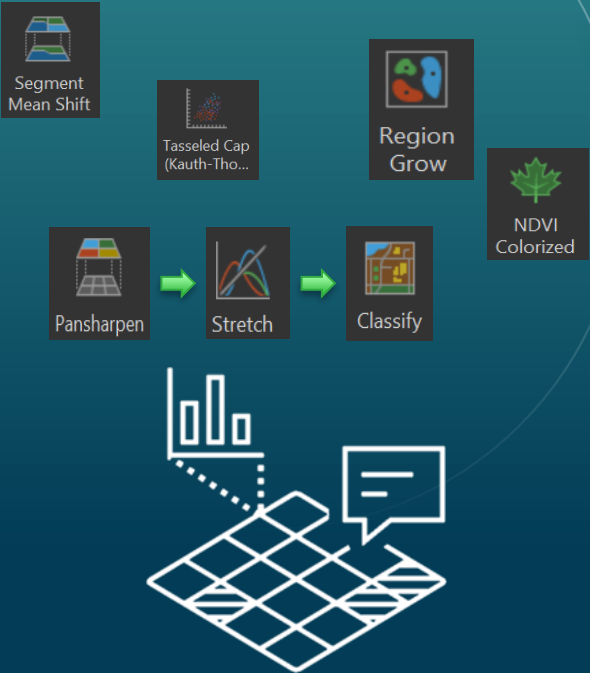 Segment
Mean Shift
Tasseled Cap
(Kauth-Tho...
Region
Grow
NDVI
Colorized
Pansharpen
Stretch
Classify